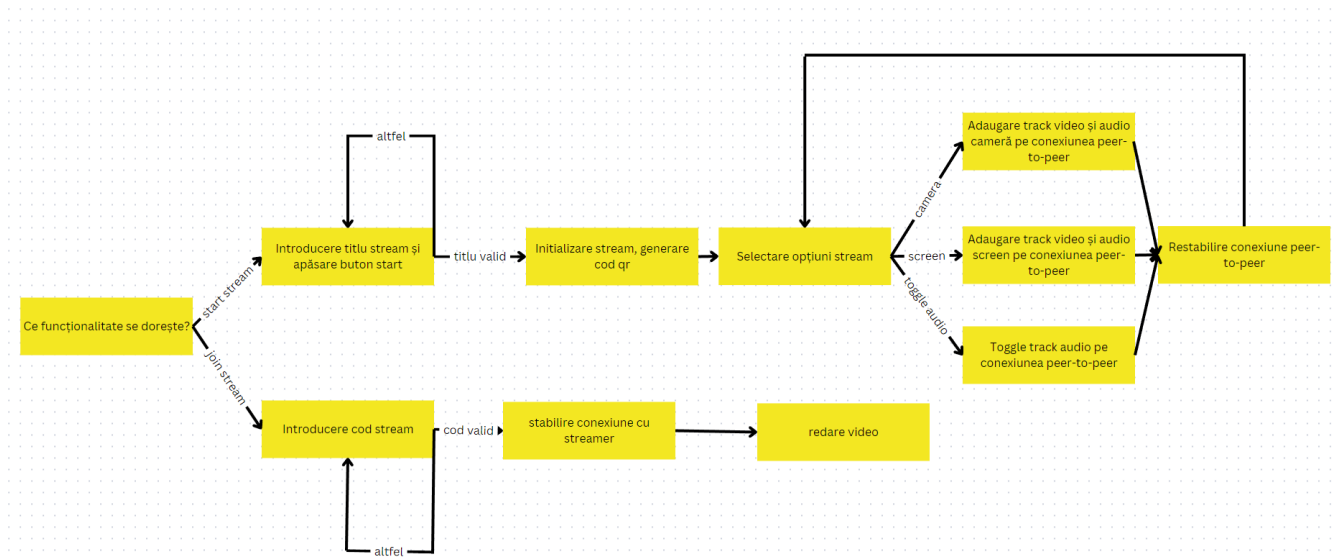 altfel
Introducere titlu stream și
apăsare buton start
titlu valid
Initializare stream, generare
cod qr
Selectare opțiuni stream
camera
screen
toggle audio
Adaugare track video și audio
cameră pe conexiunea peer-
to-peer
Adaugare track video și audio
screen pe conexiunea peer-
to-peer
Toggle track audio pe
conexiunea peer-to-peer
Restabilire conexiune peer-
to-peer
Ce funcționalitate se dorește?
start stream
join stream
Introducere cod stream
cod valid
stabilire conexiune cu
streamer
redare video
altfel